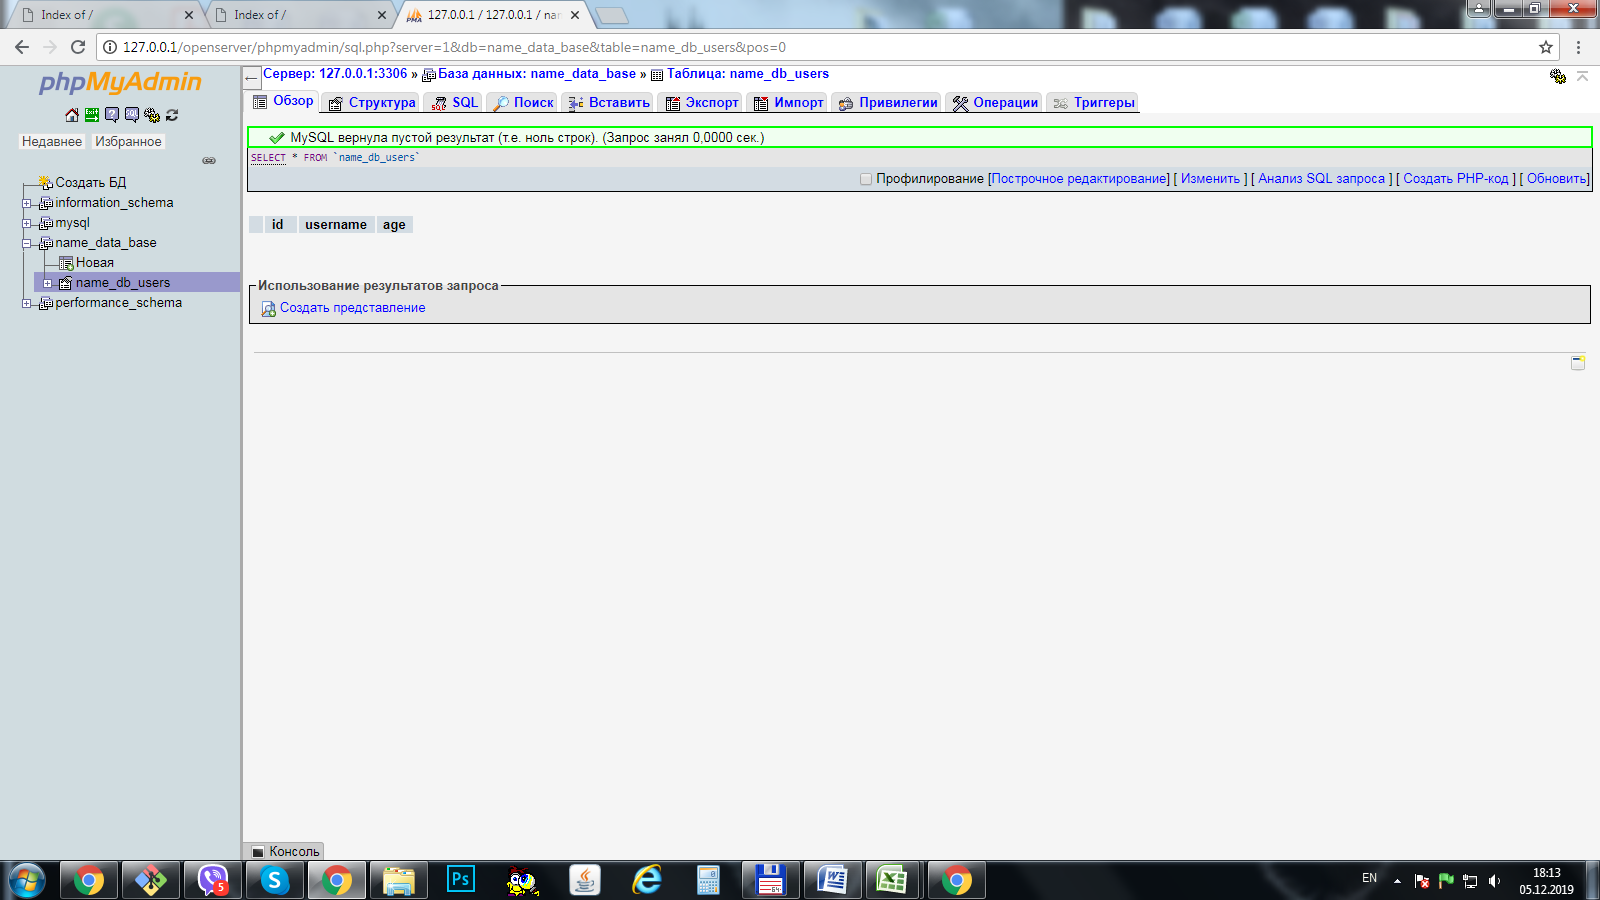 Index of /
Index of /
127.0.0.1 / 127.0.0.1 / nar
127.0.0.1/openserver/phpmyadmin/sql.php?server=1&db=name_data_base&table=name_db_users&pos=0
phpMyAdmin
Недавнее Избранное
Создать БД
information_schema
mysql
name_data_base
Новая
name_db_users
performance_schema
Сервер: 127.0.0.1:3306 » База данных: name_data_base » Таблица: name_db_users
Обзор Структура SQL Поиск Вставить Экспорт Импорт Привилегии Операции Триггеры
MySQL вернула пустой результат (т.е. ноль строк). (Запрос занял 0,0000 сек.)
SELECT * FROM `name_db_users`
Профилирование [Построчное редактирование] [ Изменить ] [ Анализ SQL запроса ] [ Создать PHP-код ] [ Обновить]
id username age
Использование результатов запроса
Создать представление
Консоль
5
Ps
64
EN
18:13
05.12.2019